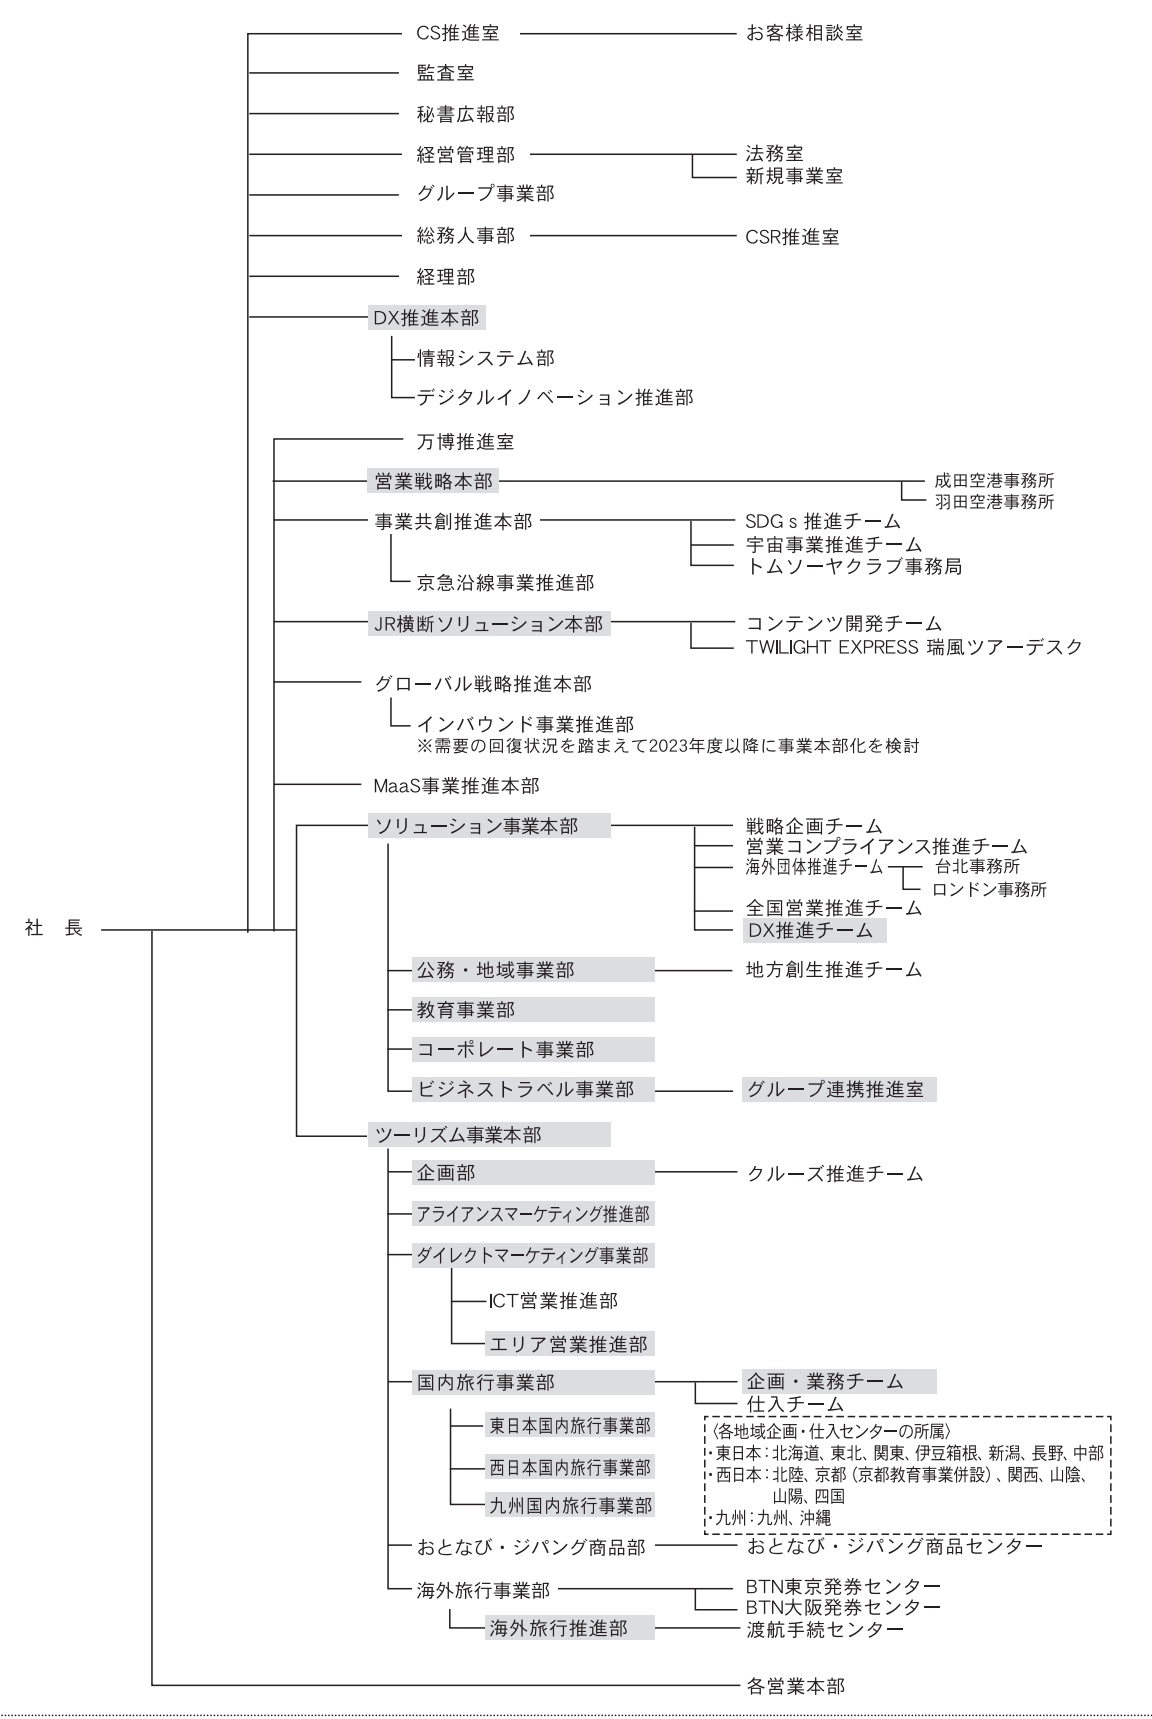 CS推進室 お客様相談室
監査室
秘書広報部
経営管理部 法務室
新規事業室
グループ事業部
総務人事部 CSR推進室
経理部
DX推進本部
情報システム部
デジタルイノベーション推進部
万博推進室
営業戦略本部 成田空港事務所
羽田空港事務所
事業共創推進本部 SDGs推進チーム
宇宙事業推進チーム
トムソーヤクラブ事務局
京急沿線事業推進部
JR横断ソリューション本部 コンテンツ開発チーム
TWILIGHT EXPRESS 瑞風ツアーデスク
グローバル戦略推進本部
インバウンド事業推進部
※需要の回復状況を踏まえて2023年度以降に事業本部化を検討
MaaS事業推進本部
ソリューション事業本部 戦略企画チーム
営業コンプライアンス推進チーム
海外団体推進チーム 台北事務所
ロンドン事務所
全国営業推進チーム
社 長 DX推進チーム
公務・地域事業部 地方創生推進チーム
教育事業部
コーポレート事業部
ビジネストラベル事業部 グループ連携推進室
ツーリズム事業本部
企画部 クルーズ推進チーム
アライアンスマーケティング推進部
ダイレクトマーケティング事業部
ICT営業推進部
エリア営業推進部
国内旅行事業部 企画・業務チーム
仕入チーム
東日本国内旅行事業部
西日本国内旅行事業部
九州国内旅行事業部
〈各地域企画・仕入センターの所属〉
・東日本：北海道、東北、関東、伊豆箱根、新潟、長野、中部
・西日本：北陸、京都（京都教育事業併設）、関西、山陰、
山陽、四国
・九州：九州、沖縄
おとなび・ジパング商品部 おとなび・ジパング商品センター
海外旅行事業部 BTN東京発券センター
BTN大阪発券センター
海外旅行推進部 渡航手続センター
各営業本部